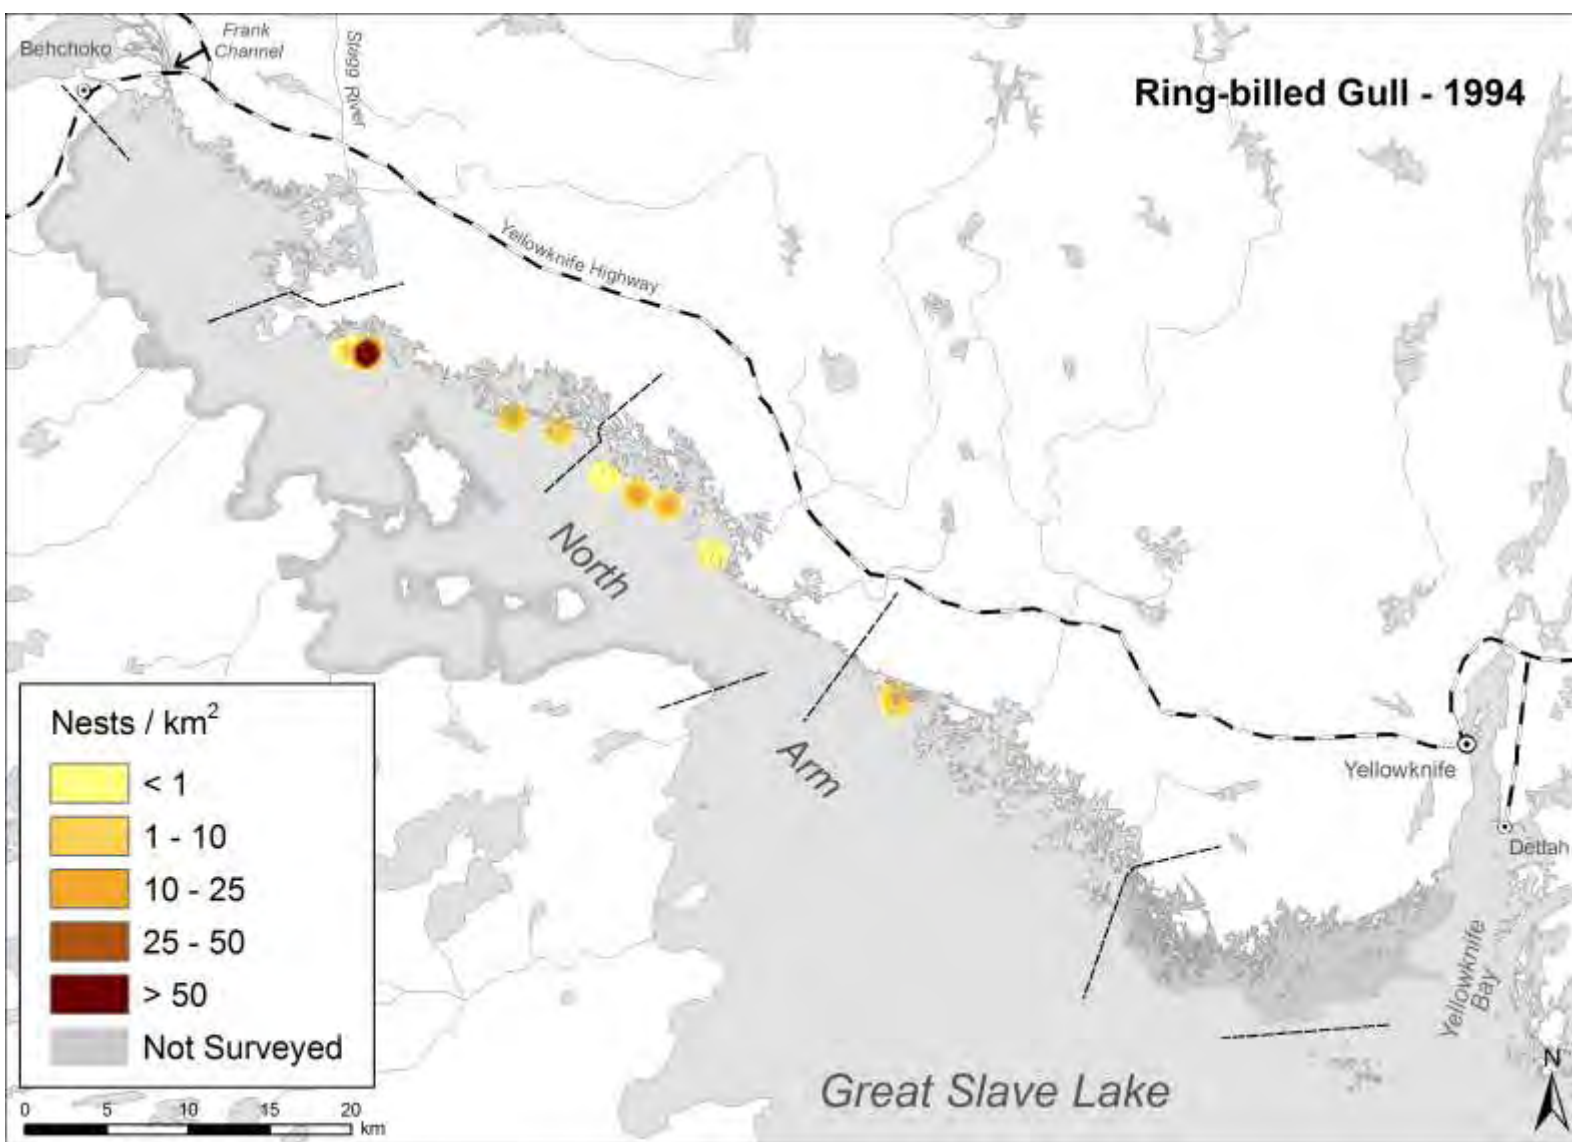 Behchoko
Frank
Channel
Stagg River
Ring-billed Gull - 1994
Yellowknife Highway
North
Arm
Yellowknife
Dettah
Yellowknife
Bay
Great Slave Lake
N
Nests / km²
< 1
1 - 10
10 - 25
25 - 50
> 50
Not Surveyed
0 5 10 15 20
km